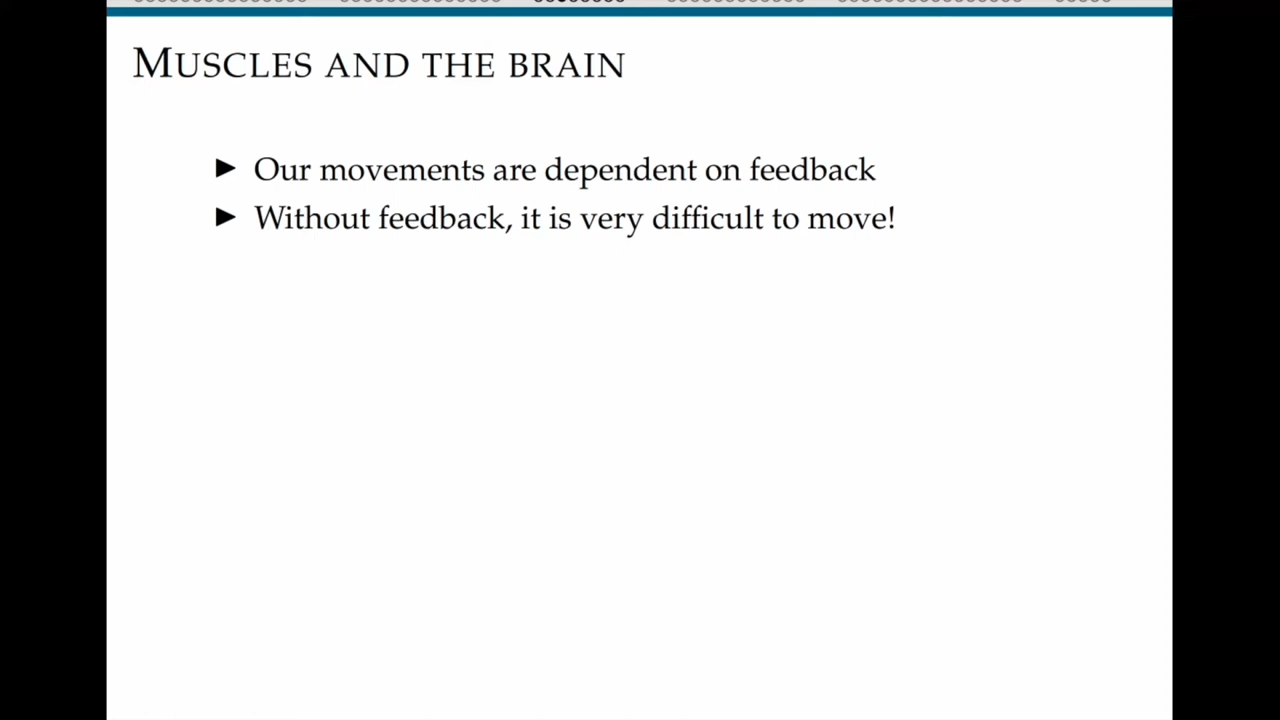 MUSCLES AND THE BRAIN
▶ Our movements are dependent on feedback
▶ Without feedback, it is very difficult to move!